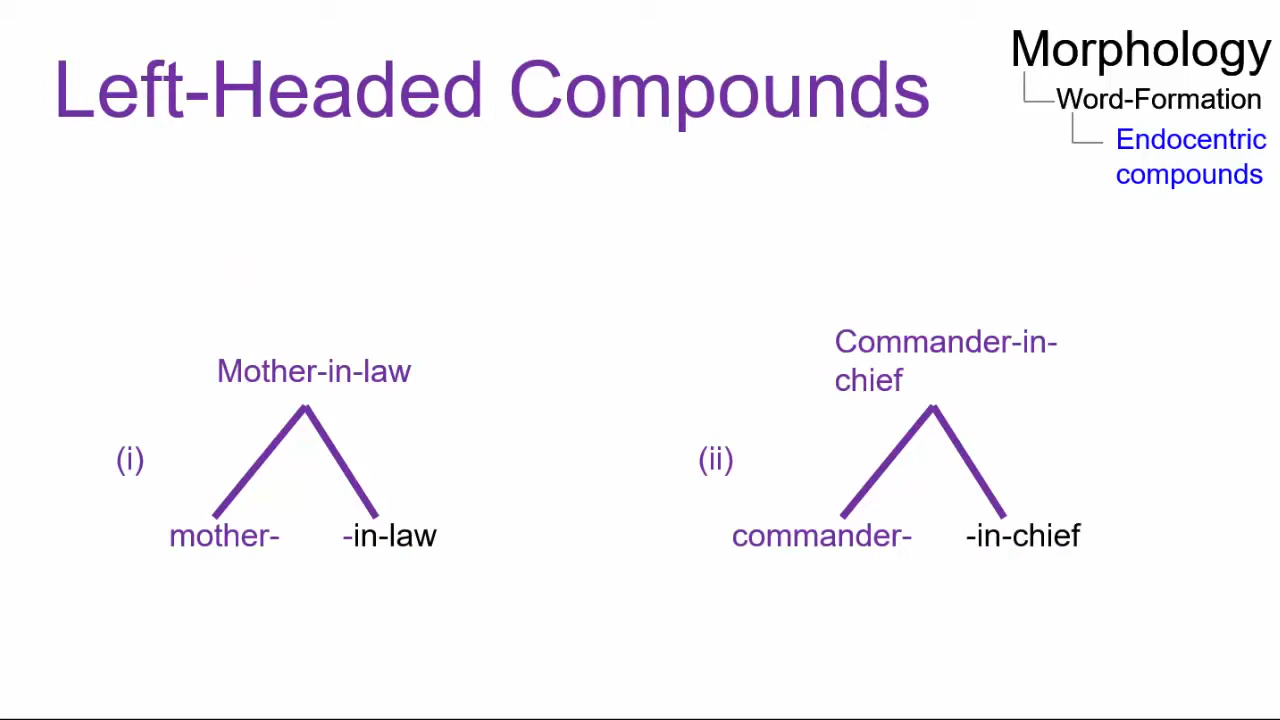 Left-Headed Compounds
Morphology
Word-Formation
Endocentric
compounds
Mother-in-law
(i)
mother-
-in-law
Commander-in-
chief
(ii)
commander-
-in-chief